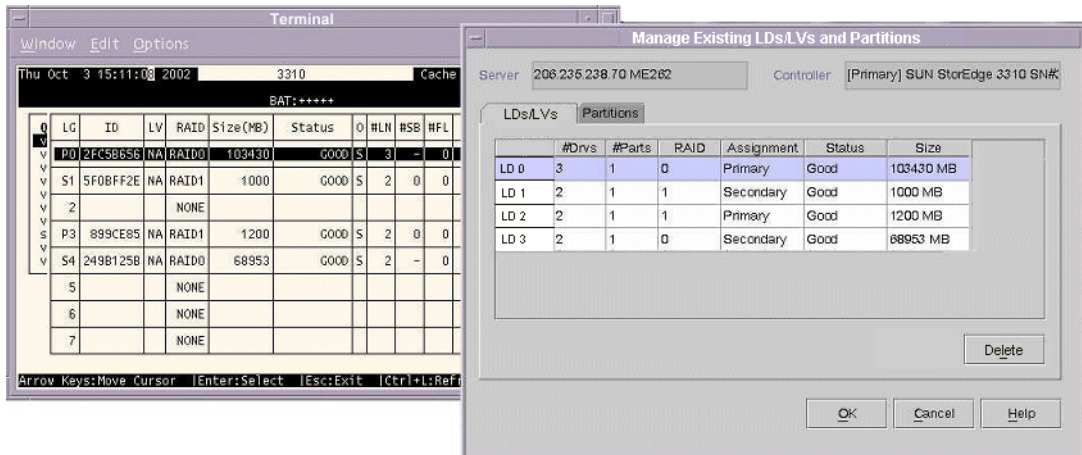 Terminal
Window Edit Options
Thu Oct 3 15:11:08 2002 3310 Cache
BAT:+++++
Q LG ID LV RAID Size(MB) Status O #LN #SB #FL
v P0 2FC5B656 NA RAID0 103430 GOOD S 3 - 0
v S1 5F0BFF2E NA RAID1 1000 GOOD S 2 0 0
v 2 NONE
s P3 899CE85 NA RAID1 1200 GOOD S 2 0 0
v S4 249B125B NA RAID0 68953 GOOD S 2 - 0
5 NONE
6 NONE
7 NONE
Arrow Keys:Move Cursor |Enter:Select |Esc:Exit |Ctrl+L:Refr
Manage Existing LDs/LVs and Partitions
Server 206.235.238.70 ME262 Controller [Primary] SUN StorEdge 3310 SN#
LDs/LVs Partitions
#Drvs #Parts RAID Assignment Status Size
LD 0 3 1 0 Primary Good 103430 MB
LD 1 2 1 1 Secondary Good 1000 MB
LD 2 2 1 1 Primary Good 1200 MB
LD 3 2 1 0 Secondary Good 68953 MB
Delete
OK Cancel Help